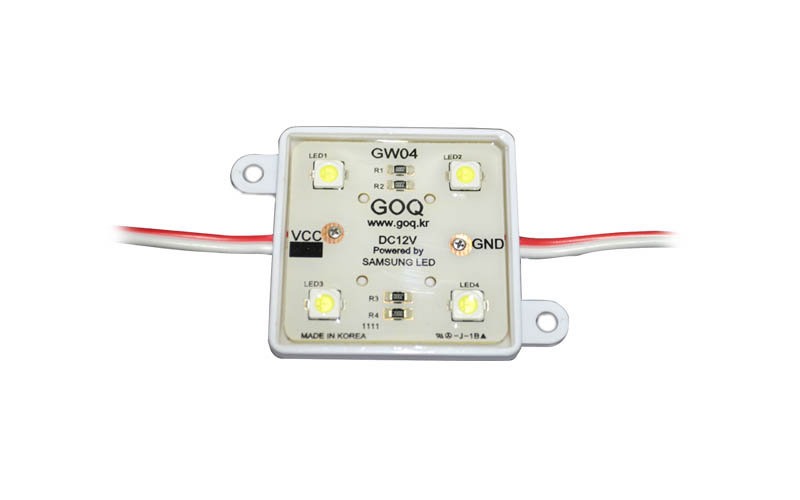 LED1
GW04
LED2
R1
R2
GOQ
www.goq.kr
VCC
DC12V
GND
Powered by
SAMSUNG LED
LED3
LED4
R3
R4
1111
MADE IN KOREA
-J-1B▲